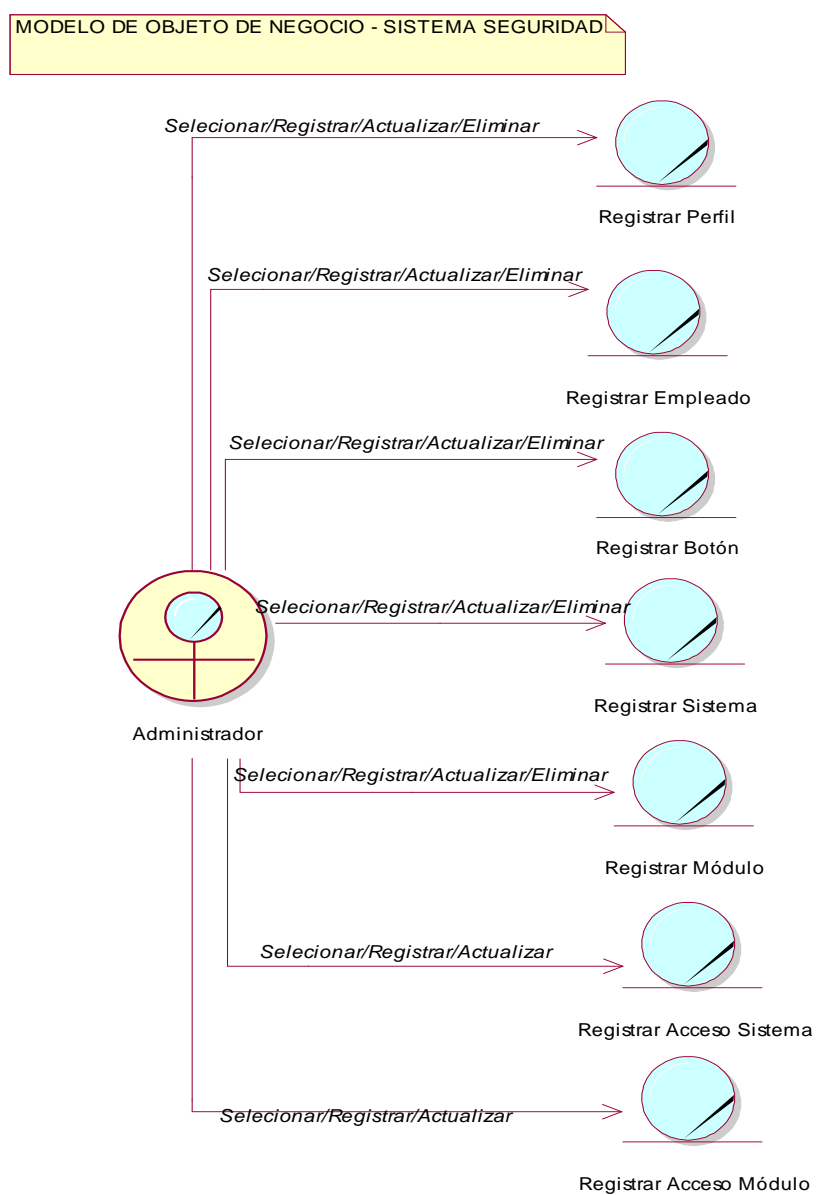 MODELO DE OBJETO DE NEGOCIO - SISTEMA SEGURIDAD
Selecionar/Registrar/Actualizar/Eliminar
Registrar Perfil
Selecionar/Registrar/Actualizar/Eliminar
Registrar Empleado
Selecionar/Registrar/Actualizar/Eliminar
Registrar Botón
Selecionar/Registrar/Actualizar/Eliminar
Registrar Sistema
Administrador
Selecionar/Registrar/Actualizar/Eliminar
Registrar Módulo
Selecionar/Registrar/Actualizar
Registrar Acceso Sistema
Selecionar/Registrar/Actualizar
Registrar Acceso Módulo